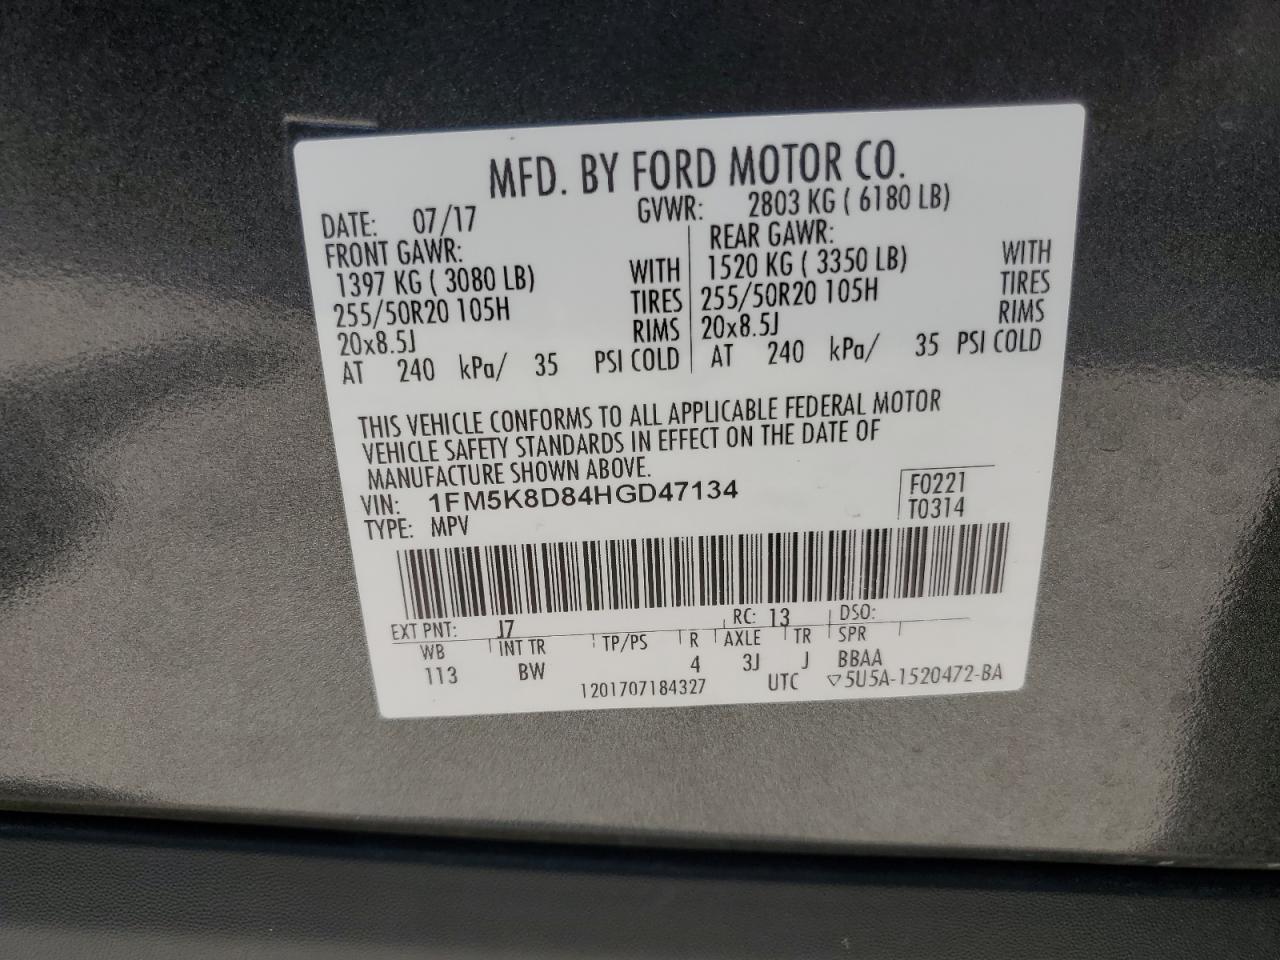 MFD. BY FORD MOTOR CO.
DATE: 07/17 GVWR: 2803 KG ( 6180 LB)
FRONT GAWR: REAR GAWR:
1397 KG ( 3080 LB) WITH 1520 KG ( 3350 LB) WITH
255/50R20 105H TIRES 255/50R20 105H TIRES
20x8.5J RIMS 20x8.5J RIMS
AT 240 kPa/ 35 PSI COLD AT 240 kPa/ 35 PSI COLD
THIS VEHICLE CONFORMS TO ALL APPLICABLE FEDERAL MOTOR
VEHICLE SAFETY STANDARDS IN EFFECT ON THE DATE OF
MANUFACTURE SHOWN ABOVE.
VIN: 1FM5K8D84HGD47134 F0221
TYPE: MPV T0314
EXT PNT: J7 RC: 13 DSO:
WB INT TR TP/PS R AXLE TR SPR
113 BW 4 3J J BBAA
1201707184327 UTC ▽5U5A-1520472-BA